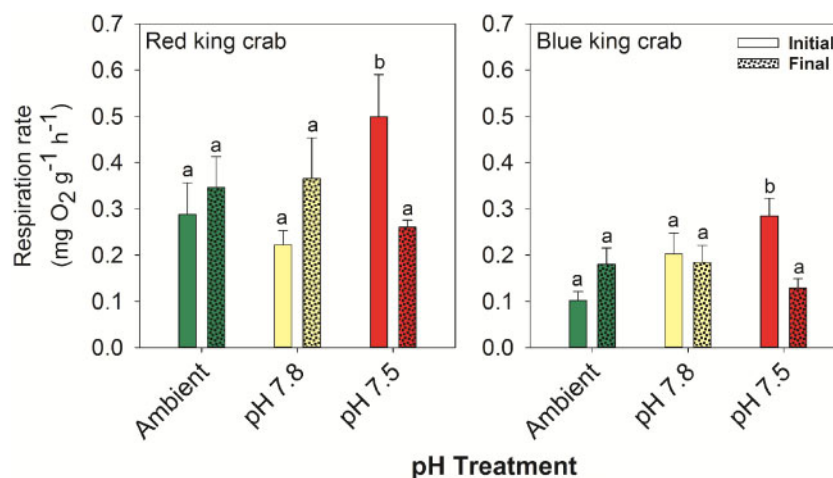 Red king crab
Blue king crab
Initial
Final
Respiration rate
(mg O2 g-1 h-1)
0.7
0.6
0.5
0.4
0.3
0.2
0.1
0.0
a
a
a
a
b
a
Ambient
pH 7.8
pH 7.5
0.7
0.6
0.5
0.4
0.3
0.2
0.1
0.0
a
a
a
a
b
a
Ambient
pH 7.8
pH 7.5
pH Treatment